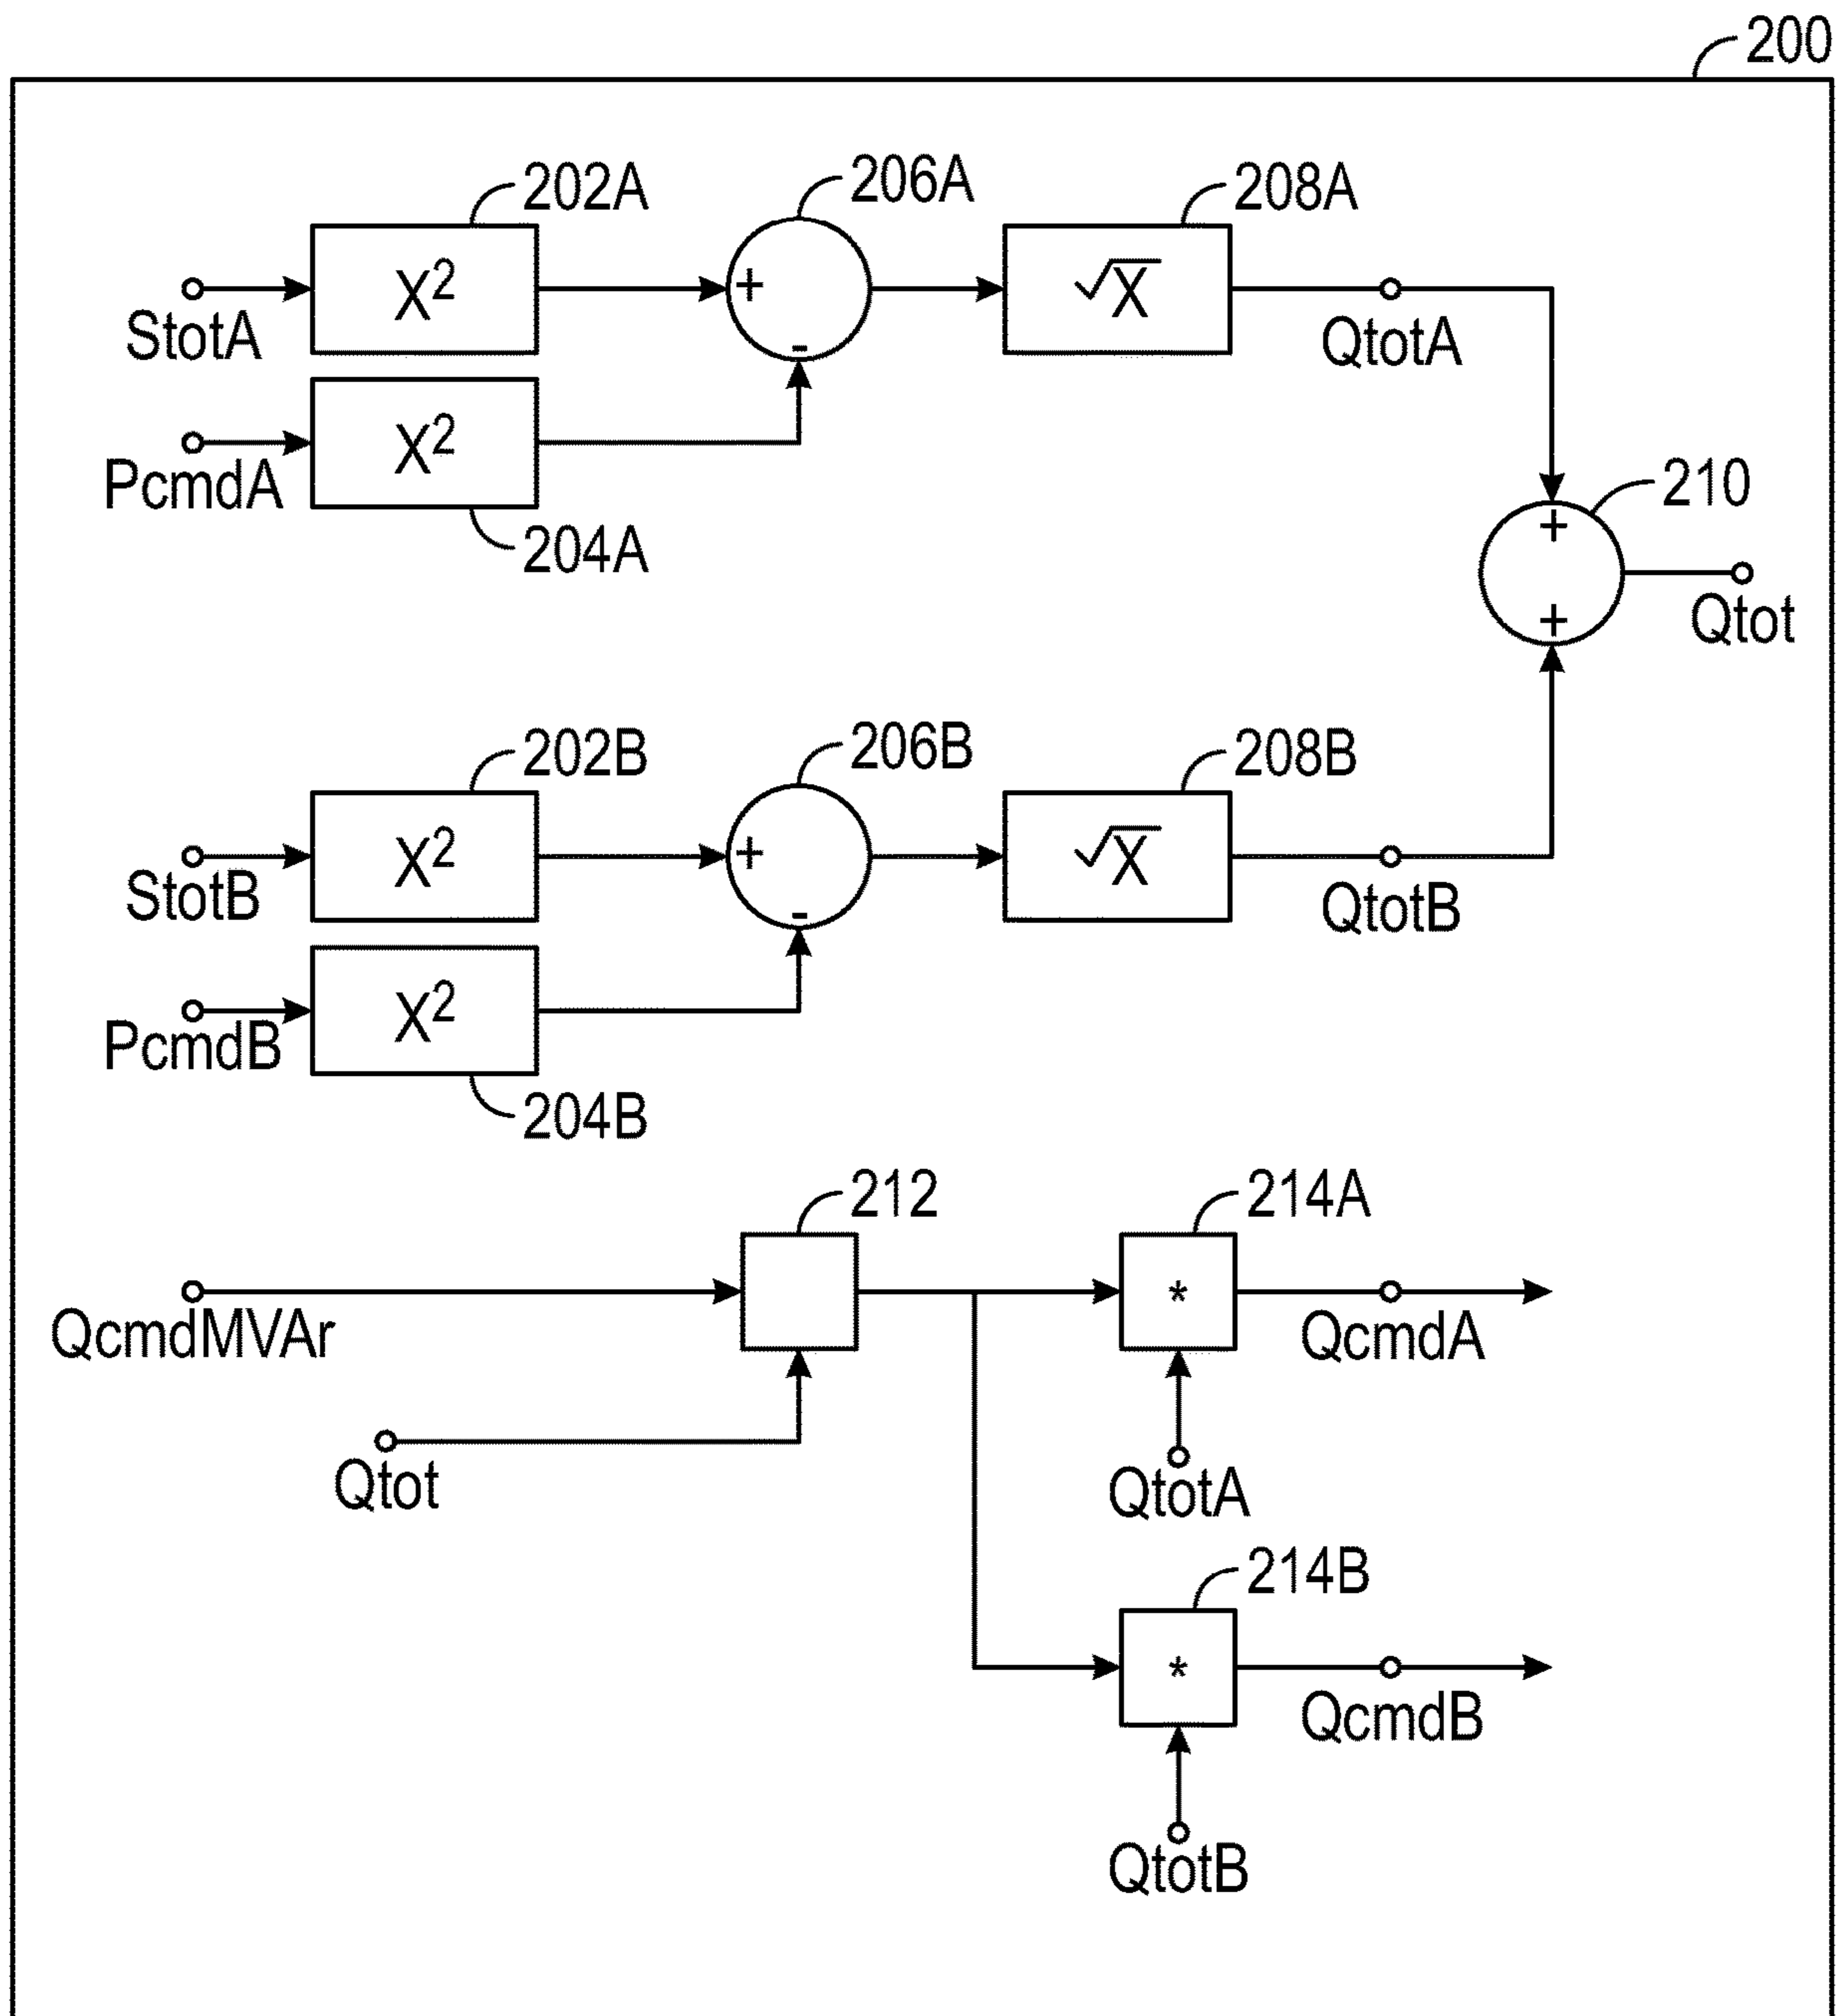 200
202A
206A
208A
X²
+
-
√X
StotA
QtotA
PcmdA
X²
204A
210
+
+
Qtot
202B
206B
208B
X²
+
-
√X
StotB
QtotB
PcmdB
X²
204B
212
214A
*
QcmdMVAr
QcmdA
Qtot
QtotA
214B
*
QcmdB
QtotB